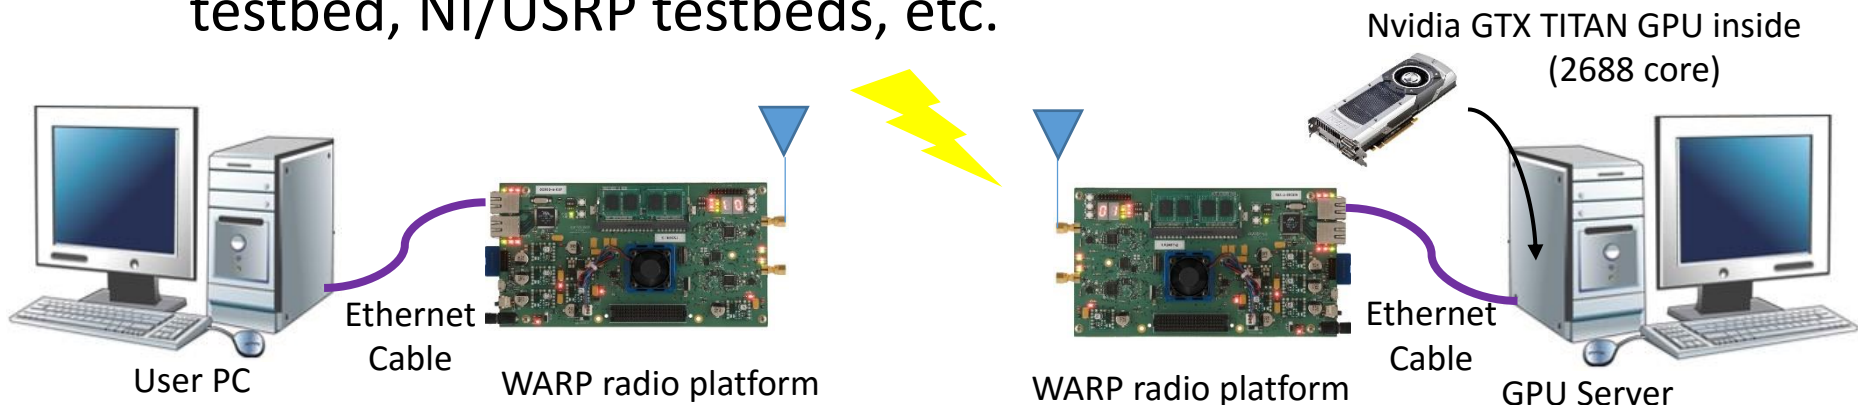 testbed, NI/USRP testbeds, etc.
Nvidia GTX TITAN GPU inside
(2688 core)
Ethernet
Cable
User PC
WARP radio platform
WARP radio platform
Ethernet
Cable
GPU Server